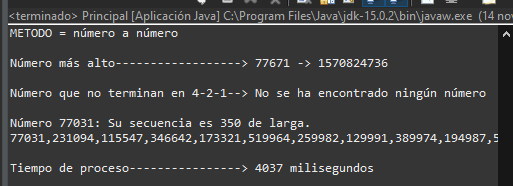 <terminado> Principal [Aplicación Java] C:\Program Files\Java\jdk-15.0.2\bin\javaw.exe (14 nov
METODO = número a número
Número más alto------------------> 77671 -> 1570824736
Número que no terminan en 4-2-1--> No se ha encontrado ningún número
Número 77031: Su secuencia es 350 de larga.
77031,231094,115547,346642,173321,519964,259982,129991,389974,194987,5
Tiempo de proceso----------------> 4037 milisegundos